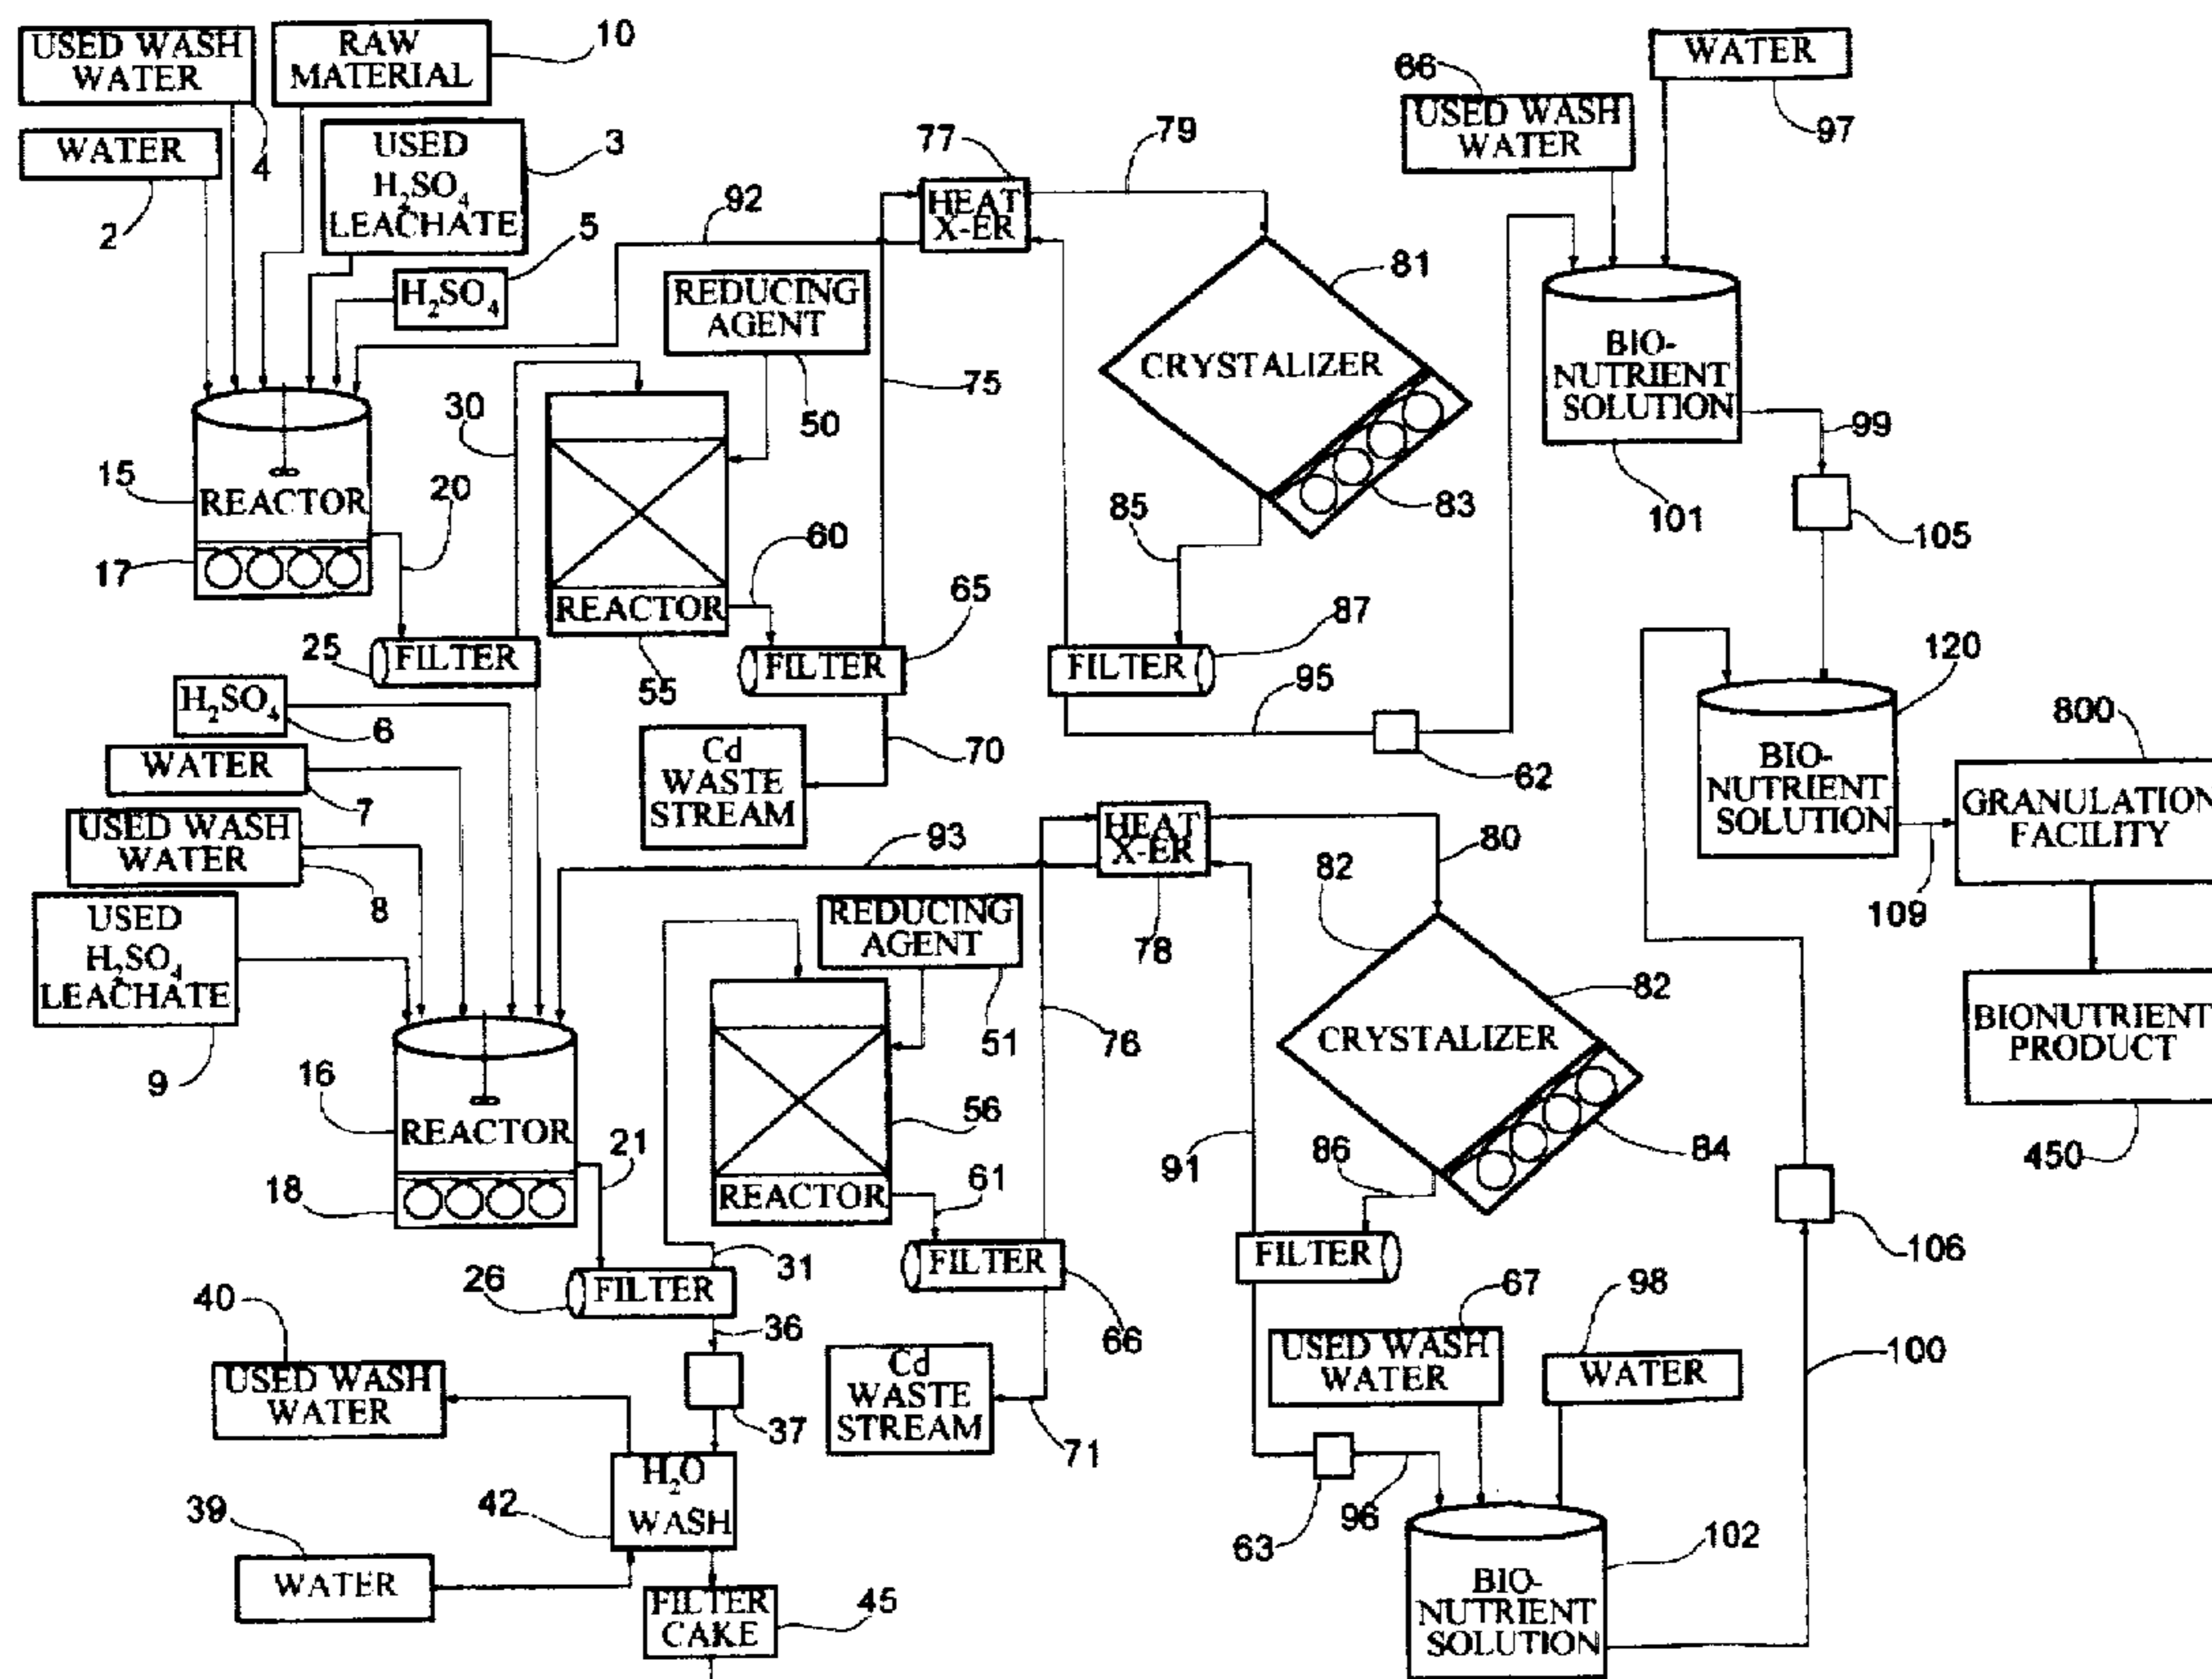 USED WASH
WATER
4
RAW
MATERIAL
10
WATER
2
USED
H₂SO₄
LEACHATE
3
H₂SO₄
5
92
HEAT
X-ER
77
79
66
USED WASH
WATER
WATER
97
REDUCING
AGENT
50
75
CRYSTALIZER
81
83
85
BIO-
NUTRIENT
SOLUTION
101
99
105
15
REACTOR
17
20
30
REACTOR
55
60
25
FILTER
FILTER
65
FILTER
87
95
62
70
Cd
WASTE
STREAM
120
BIO-
NUTRIENT
SOLUTION
109
800
GRANULATION
FACILITY
BIONUTRIENT
PRODUCT
450
H₂SO₄
6
WATER
7
USED WASH
WATER
8
USED
H₂SO₄
LEACHATE
9
93
HEAT
X-ER
78
80
REDUCING
AGENT
51
76
82
82
CRYSTALIZER
84
86
91
16
REACTOR
18
21
56
REACTOR
61
31
26
FILTER
FILTER
66
FILTER
106
36
37
Cd
WASTE
STREAM
71
40
USED WASH
WATER
H₂O
WASH
42
39
WATER
FILTER
CAKE
45
67
USED WASH
WATER
98
WATER
100
63
96
BIO-
NUTRIENT
SOLUTION
102